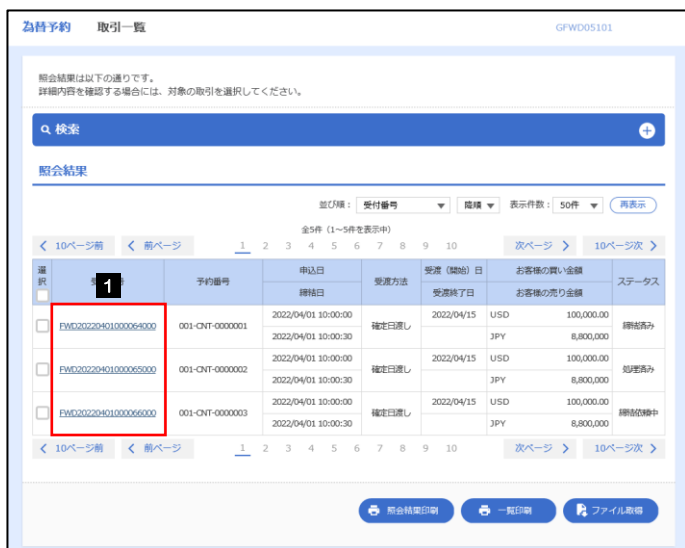 為替予約 取引一覧 GFWD05101
照会結果は以下の通りです。
詳細内容を確認する場合には、対象の取引を選択してください。
検索
照会結果
並び順： 受付番号 降順 表示件数： 50件 再表示
全5件（1～5件を表示中）
10ページ前 前ページ 1 2 3 4 5 6 7 8 9 10 次ページ 10ページ次
選択 1 予約番号 申込日 受渡方法 受渡（開始）日 お客様の買い金額 ステータス
締結日 受渡終了日 お客様の売り金額
FWD20220401000064000 001-CNT-0000001 2022/04/01 10:00:00 確定日渡し 2022/04/15 USD 100,000.00 締結済み
2022/04/01 10:00:30 JPY 8,800,000
FWD20220401000065000 001-CNT-0000002 2022/04/01 10:00:00 確定日渡し 2022/04/15 USD 100,000.00 処理済み
2022/04/01 10:00:30 JPY 8,800,000
FWD20220401000066000 001-CNT-0000003 2022/04/01 10:00:00 確定日渡し 2022/04/15 USD 100,000.00 締結依頼中
2022/04/01 10:00:30 JPY 8,800,000
10ページ前 前ページ 1 2 3 4 5 6 7 8 9 10 次ページ 10ページ次
照会結果印刷 一覧印刷 ファイル取得